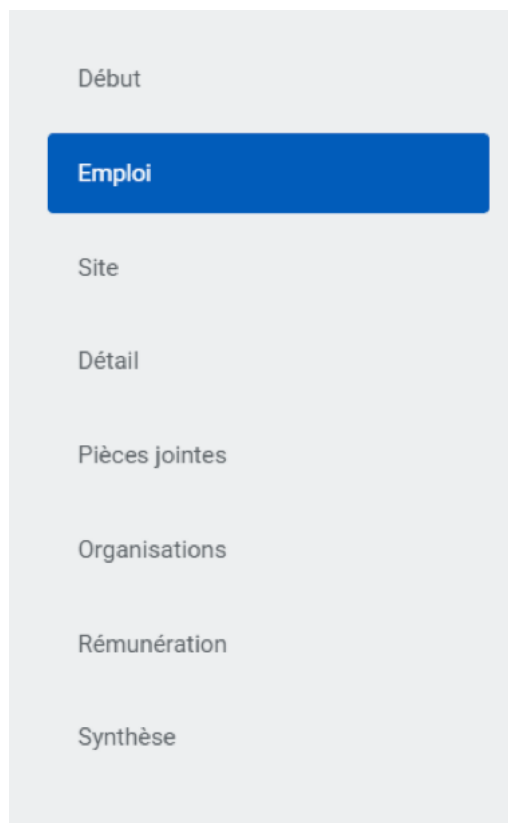 Début
Emploi
Site
Détail
Pièces jointes
Organisations
Rémunération
Synthèse